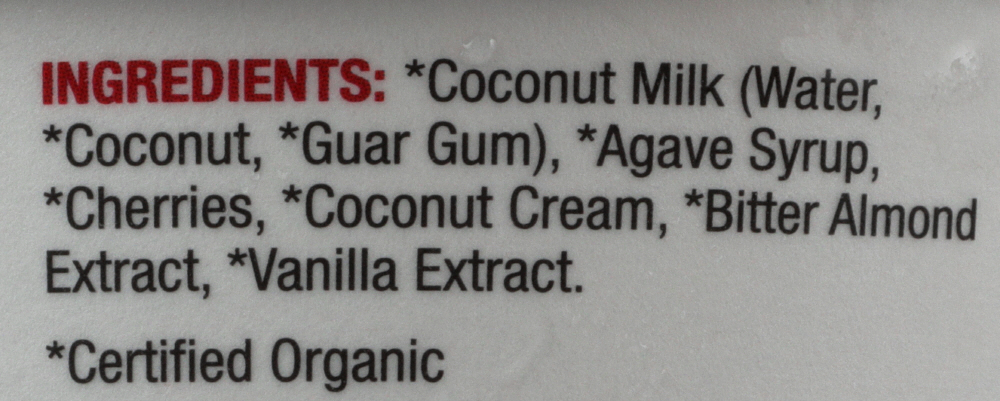 INGREDIENTS: *Coconut Milk (Water,
*Coconut, *Guar Gum), *Agave Syrup,
*Cherries, *Coconut Cream, *Bitter Almond
Extract, *Vanilla Extract.
*Certified Organic